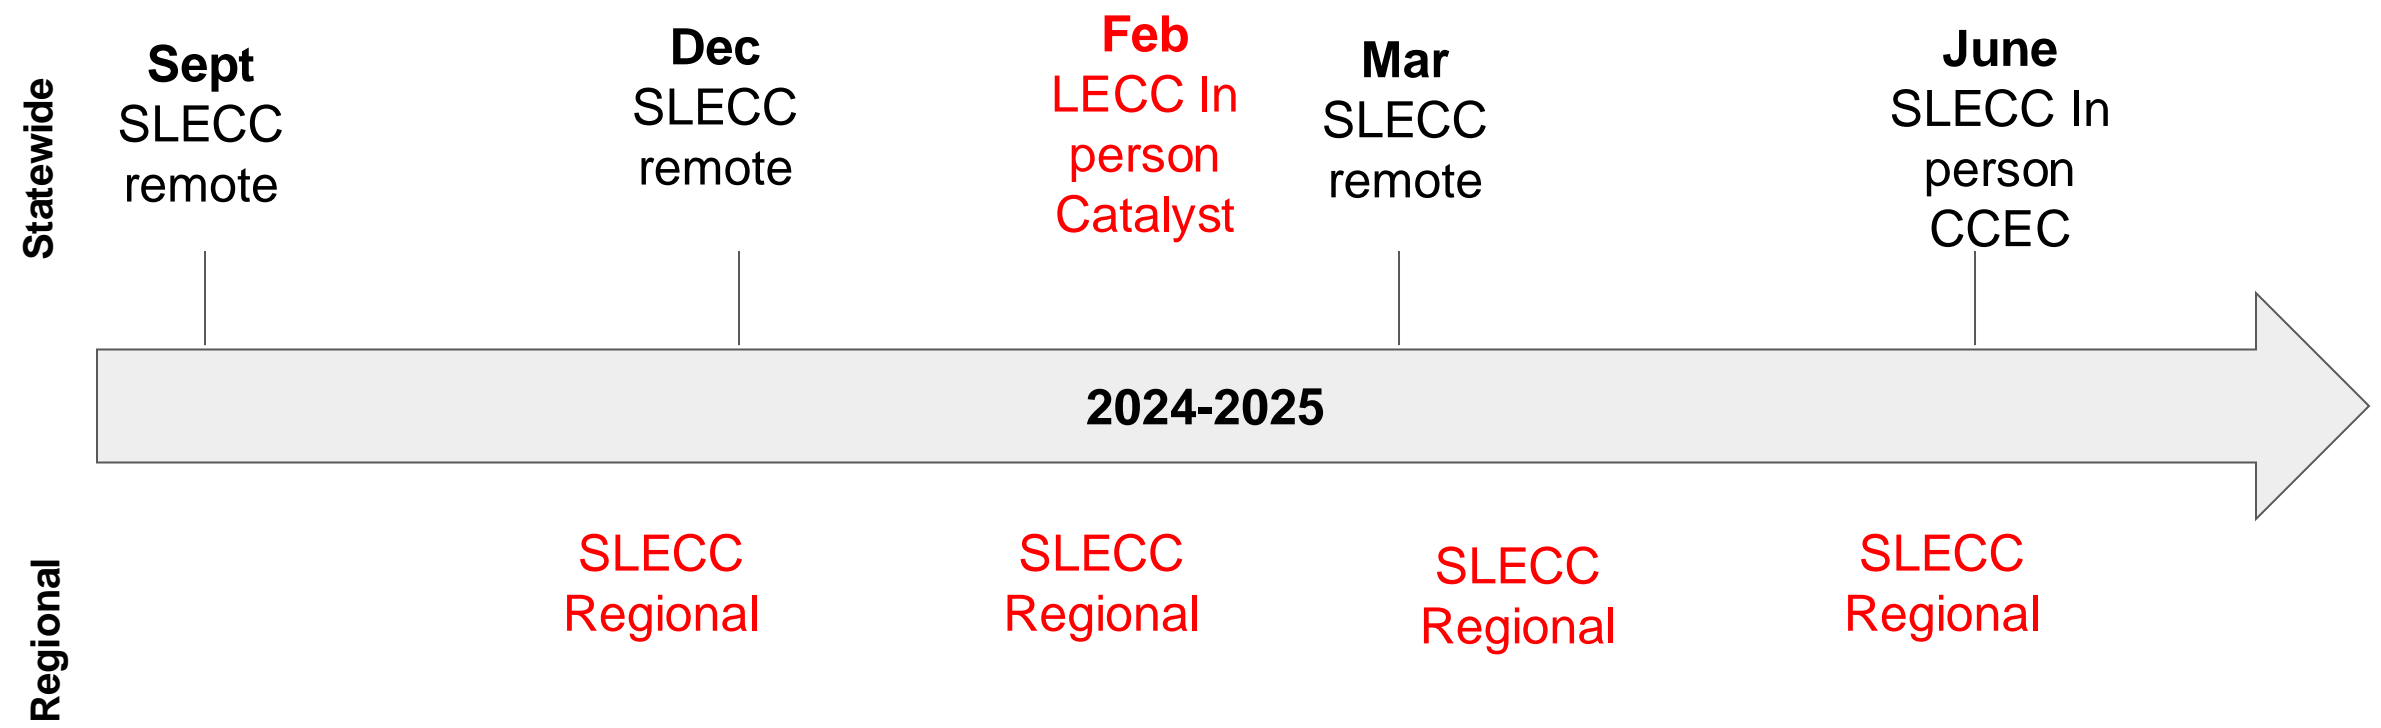 Statewide
Sept
SLECC
remote
Dec
SLECC
remote
Feb
LECC In
person
Catalyst
Mar
SLECC
remote
June
SLECC In
person
CCEC
2024-2025
Regional
SLECC
Regional
SLECC
Regional
SLECC
Regional
SLECC
Regional